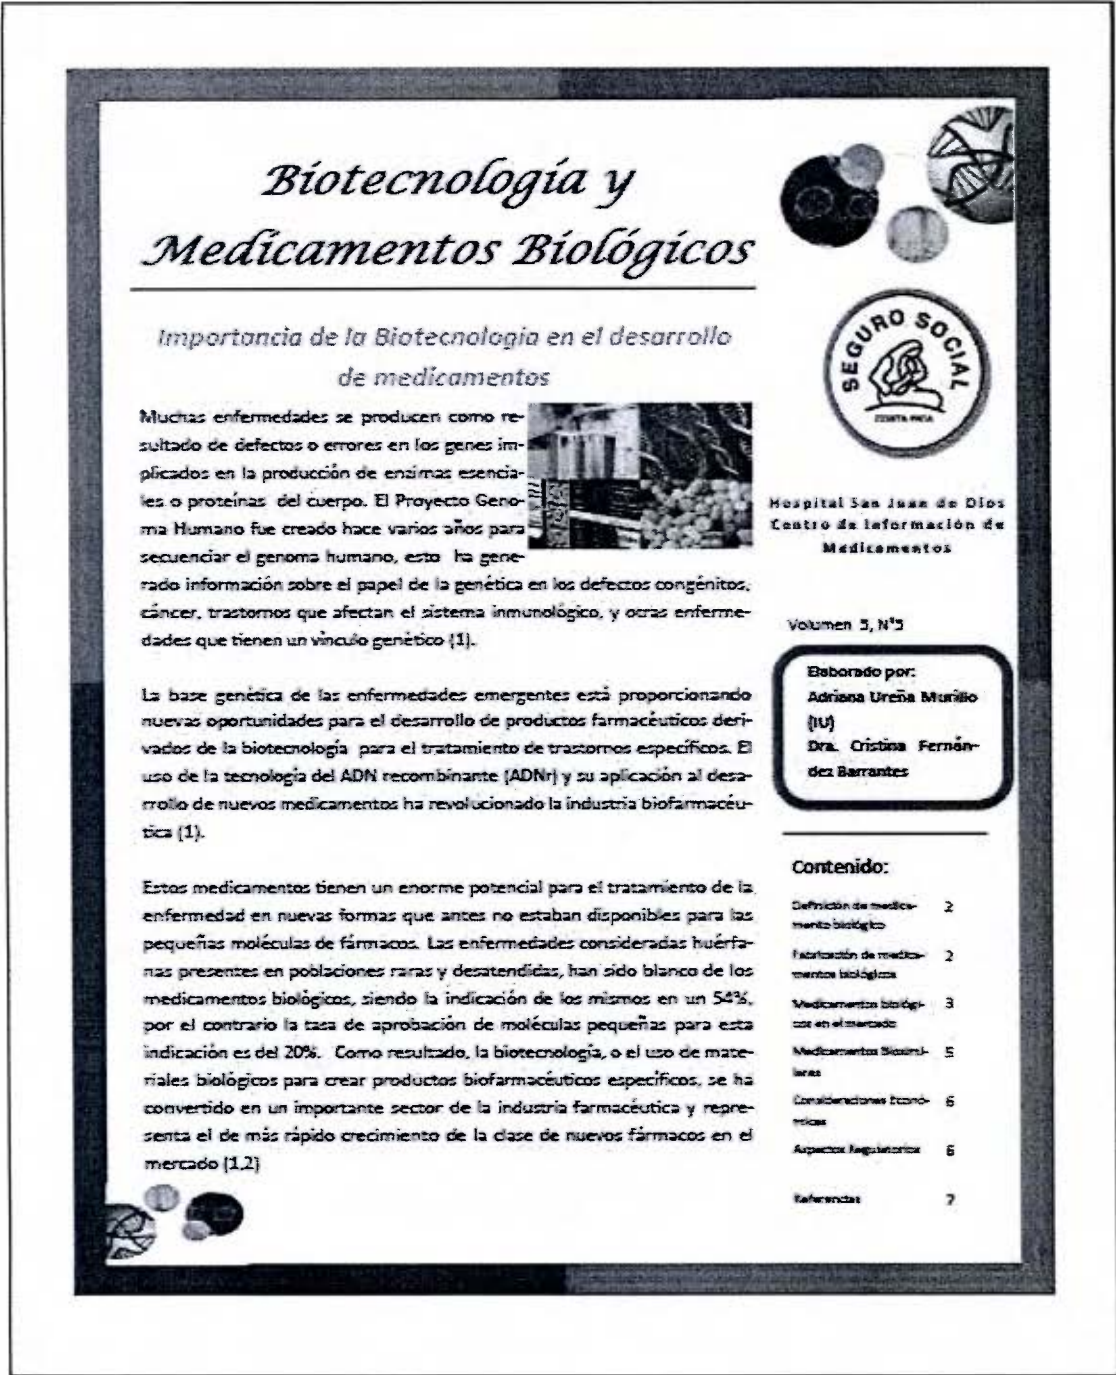 Biotecnología y
Medicamentos Biológicos
Importancia de la Biotecnología en el desarrollo
de medicamentos
Muchas enfermedades se producen como re-
sultado de defectos o errores en los genes im-
plicados en la producción de enzimas esencia-
les o proteínas del cuerpo. El Proyecto Geno-
ma Humano fue creado hace varios años para
secuenciar el genoma humano, esto ha gene-
rado información sobre el papel de la genética en los defectos congénitos,
cáncer, trastornos que afectan el sistema inmunológico, y otras enferme-
dades que tienen un vínculo genético (1).
La base genética de las enfermedades emergentes está proporcionando
nuevas oportunidades para el desarrollo de productos farmacéuticos deri-
vados de la biotecnología para el tratamiento de trastornos específicos. El
uso de la tecnología del ADN recombinante (ADNr) y su aplicación al desa-
rrollo de nuevos medicamentos ha revolucionado la industria biofarmacéu-
tica (1).
Estos medicamentos tienen un enorme potencial para el tratamiento de la
enfermedad en nuevas formas que antes no estaban disponibles para las
pequeñas moléculas de fármacos. Las enfermedades consideradas huérfa-
nas presentes en poblaciones raras y desatendidas, han sido blanco de los
medicamentos biológicos, siendo la indicación de los mismos en un 54%,
por el contrario la tasa de aprobación de moléculas pequeñas para esta
indicación es del 20%. Como resultado, la biotecnología, o el uso de mate-
riales biológicos para crear productos biofarmacéuticos específicos, se ha
convertido en un importante sector de la industria farmacéutica y repre-
senta el de más rápido crecimiento de la clase de nuevos fármacos en el
mercado (1,2)
SEGURO SOCIAL
COSTA RICA
Hospital San Juan de Dios
Centro de Información de
Medicamentos
Volumen 5, N°5
Elaborado por:
Adriana Ureña Murillo
(IU)
Dra. Cristina Fernán-
dez Barrantes
Contenido:
Definición de medica- 2
mento biológico
Fabricación de medica- 2
mentos biológicos
Medicamentos biológi- 3
cos en el mercado
Medicamentos Biosimi- 5
lares
Consideraciones Econó- 6
micas
Aspectos Regulatorios 6
Referencias 7